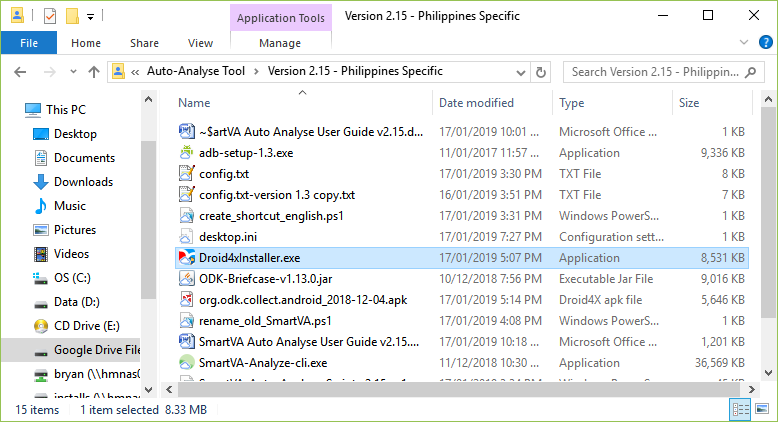 Application Tools Version 2.15 - Philippines Specific
File Home Share View Manage
Auto-Analyse Tool Version 2.15 - Philippines Specific Search Version 2.15 - Philippin...
This PC
Desktop
Documents
Downloads
Music
Pictures
Videos
OS (C:)
Data (D:)
CD Drive (E:)
Google Drive File
bryan (\\hmnas0
installs (\\hmna
Name Date modified Type Size
~$artVA Auto Analyse User Guide v2.15.d... 17/01/2019 10:01 ... Microsoft Office ... 1 KB
adb-setup-1.3.exe 11/01/2017 11:57 ... Application 9,336 KB
config.txt 17/01/2019 3:30 PM TXT File 8 KB
config.txt-version 1.3 copy.txt 16/01/2019 3:51 PM TXT File 7 KB
create_shortcut_english.ps1 17/01/2019 3:31 PM Windows PowerS... 1 KB
desktop.ini 17/01/2019 7:27 PM Configuration sett... 1 KB
Droid4xInstaller.exe 17/01/2019 5:07 PM Application 8,531 KB
ODK-Briefcase-v1.13.0.jar 10/12/2018 7:56 PM Executable Jar File 9,016 KB
org.odk.collect.android_2018-12-04.apk 17/01/2019 5:14 PM Droid4X apk file 5,646 KB
rename_old_SmartVA.ps1 17/01/2019 4:08 PM Windows PowerS... 1 KB
SmartVA Auto Analyse User Guide v2.15.... 17/01/2019 10:18 ... Microsoft Office ... 1,201 KB
SmartVA-Analyze-cli.exe 11/12/2018 10:30 ... Application 36,569 KB
15 items 1 item selected 8.33 MB